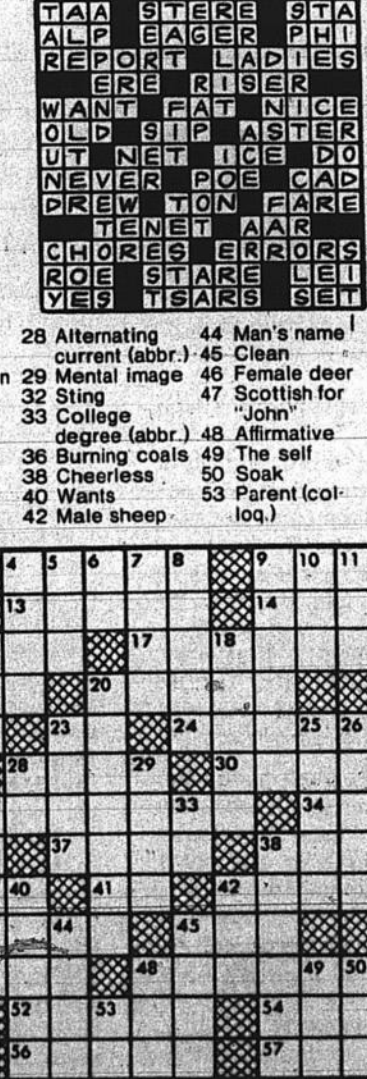 TAA STERE STA
ALP EAGER PHI
REPORT LADIES
ERE RISER
WANT FAT NICE
OLD SIP ASTER
UT NET ICE DO
NEVER POE CAD
DREW TON FARE
TENET AAR
CHORES ERRORS
ROE STARE LEI
YES TSARS SET
28 Alternating
current (abbr.)
n 29 Mental image
32 Sting
33 College
degree (abbr.)
36 Burning coals
38 Cheerless
40 Wants
42 Male sheep
44 Man's name
45 Clean
46 Female deer
47 Scottish for
"John"
48 Affirmative
49 The self
50 Soak
53 Parent (col-
loq.)
4 5 6 7 8 9 10 11
13 14
17 18
20
23 24 25 26
28 29 30
33 34
37 38
40 41 42
44 45
48 49 50
52 53 54
56 57